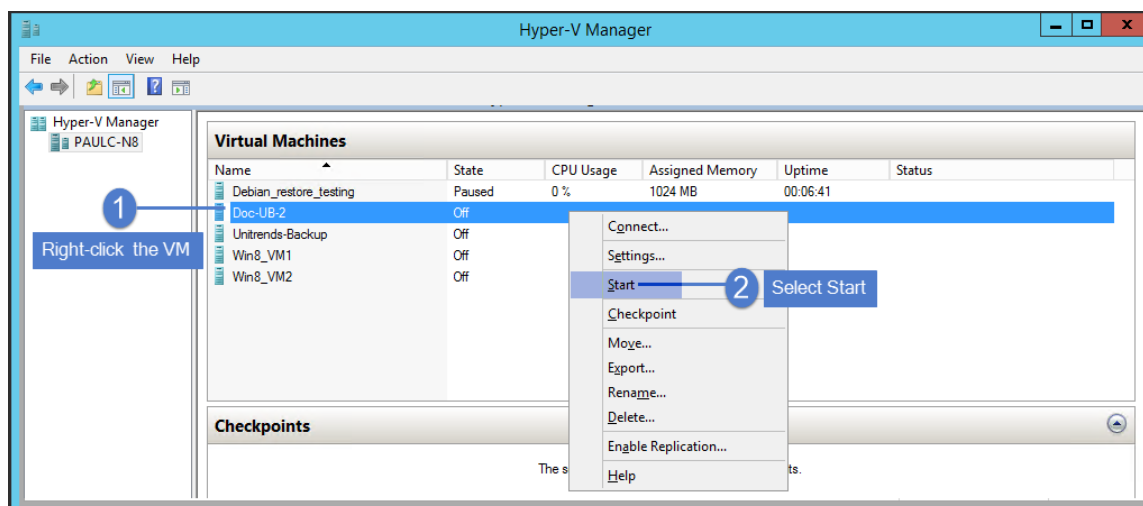 Hyper-V Manager
File Action View Help
Hyper-V Manager
PAULC-N8
Virtual Machines
Name State CPU Usage Assigned Memory Uptime Status
Debian_restore_testing Paused 0 % 1024 MB 00:06:41
Doc-UB-2 Off
Unitrends-Backup Off
Win8_VM1 Off
Win8_VM2 Off
1
Right-click the VM
Connect...
Settings...
Start
2
Select Start
Checkpoint
Move...
Export...
Rename...
Delete...
Enable Replication...
Help
Checkpoints
The s
ts.